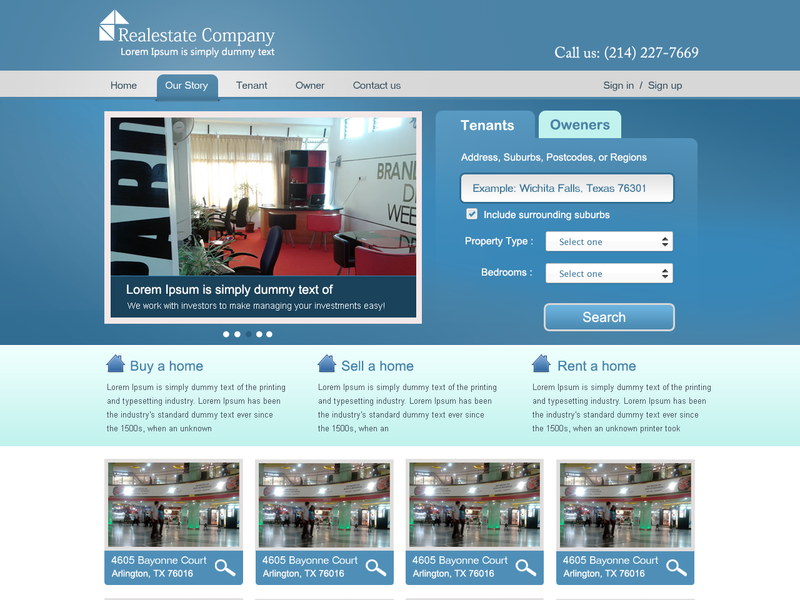 Realestate Company
Lorem Ipsum is simply dummy text
Call us: (214) 227-7669
Home
Our Story
Tenant
Owner
Contact us
Sign in / Sign up
BRAN
DE
WEE
DE
Lorem Ipsum is simply dummy text of
We work with investors to make managing your investments easy!
Tenants
Oweners
Address, Suburbs, Postcodes, or Regions
Example: Wichita Falls, Texas 76301
Include surrounding suburbs
Property Type :
Select one
Bedrooms :
Select one
Search
Buy a home
Lorem Ipsum is simply dummy text of the printing
and typesetting industry. Lorem Ipsum has been
the industry's standard dummy text ever since
the 1500s, when an unknown
Sell a home
Lorem Ipsum is simply dummy text of the printing
and typesetting industry. Lorem Ipsum has been
the industry's standard dummy text ever since
the 1500s, when an
Rent a home
Lorem Ipsum is simply dummy text of the printing
and typesetting industry. Lorem Ipsum has been
the industry's standard dummy text ever since
the 1500s, when an unknown printer took
4605 Bayonne Court
Arlington, TX 76016
4605 Bayonne Court
Arlington, TX 76016
4605 Bayonne Court
Arlington, TX 76016
4605 Bayonne Court
Arlington, TX 76016